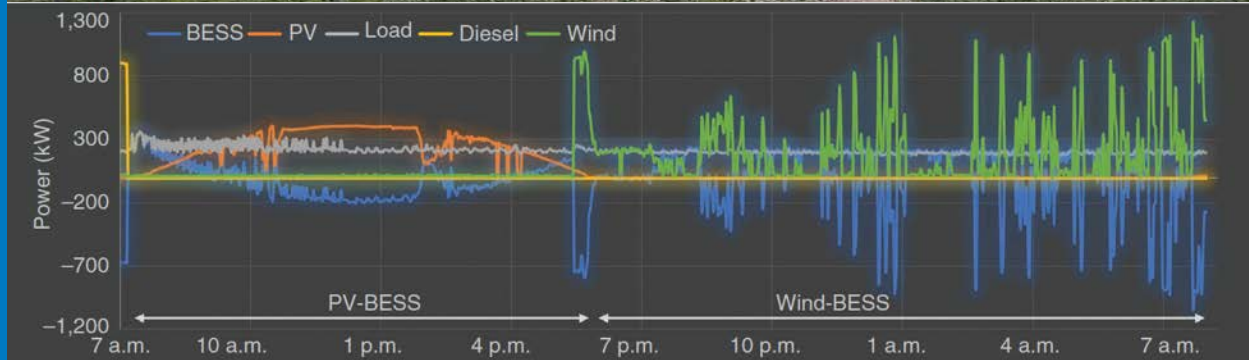 1,300
BESS PV Load Diesel Wind
800
300
−200
−700
−1,200
Power (kW)
PV-BESS Wind-BESS
7 a.m. 10 a.m. 1 p.m. 4 p.m. 7 p.m. 10 p.m. 1 a.m. 4 a.m. 7 a.m.